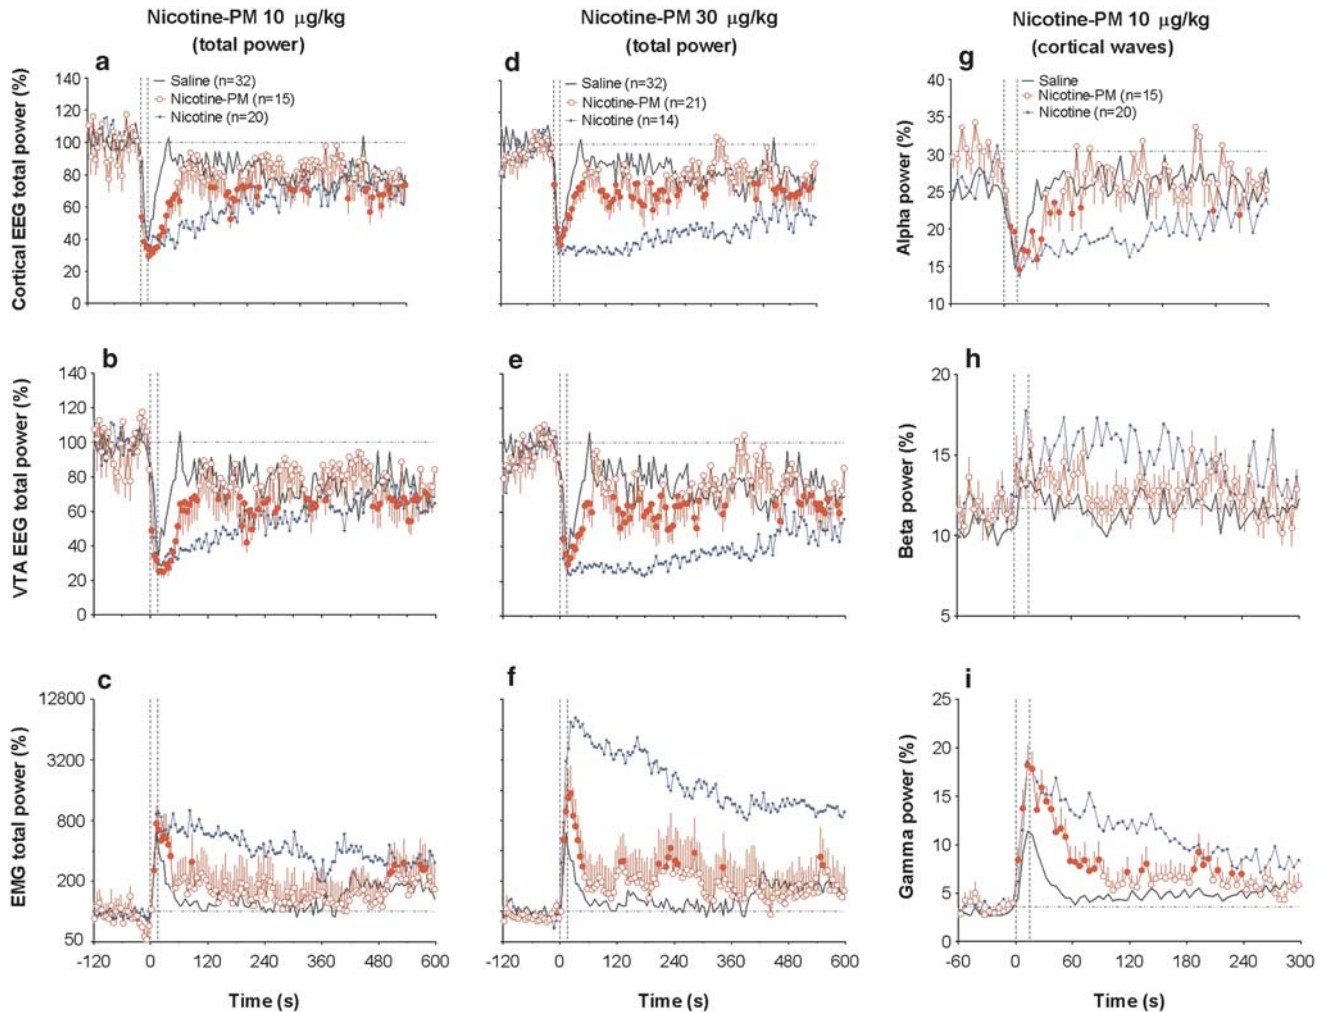 Nicotine-PM 10 μg/kg
(total power)
Nicotine-PM 30 μg/kg
(total power)
Nicotine-PM 10 μg/kg
(cortical waves)
a
Cortical EEG total power (%)
140
120
100
80
60
40
20
0
Saline (n=32)
Nicotine-PM (n=15)
Nicotine (n=20)
d
Saline (n=32)
Nicotine-PM (n=21)
Nicotine (n=14)
g
Alpha power (%)
40
35
30
25
20
15
10
Saline
Nicotine-PM (n=15)
Nicotine (n=20)
b
VTA EEG total power (%)
140
120
100
80
60
40
20
0
e
h
Beta power (%)
20
15
10
5
c
EMG total power (%)
12800
3200
800
200
50
-120 0 120 240 360 480 600
Time (s)
f
-120 0 120 240 360 480 600
Time (s)
i
Gamma power (%)
25
20
15
10
5
0
-60 0 60 120 180 240 300
Time (s)